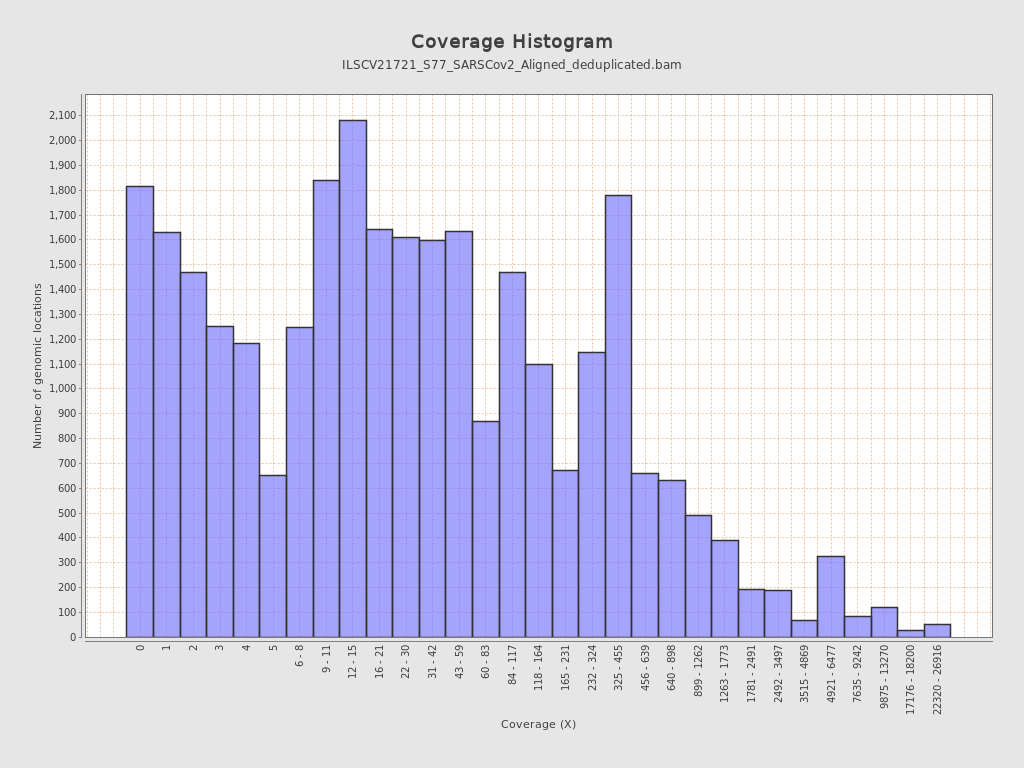 Coverage Histogram
ILSCV21721_S77_SARSCov2_Aligned_deduplicated.bam
Number of genomic locations
2,100
2,000
1,900
1,800
1,700
1,600
1,500
1,400
1,300
1,200
1,100
1,000
900
800
700
600
500
400
300
200
100
0
0
1
2
3
4
5
6 - 8
9 - 11
12 - 15
16 - 21
22 - 30
31 - 42
43 - 59
60 - 83
84 - 117
118 - 164
165 - 231
232 - 324
325 - 455
456 - 639
640 - 898
899 - 1262
1263 - 1773
1781 - 2491
2492 - 3497
3515 - 4869
4921 - 6477
7635 - 9242
9875 - 13270
17176 - 18200
22320 - 26916
Coverage (X)